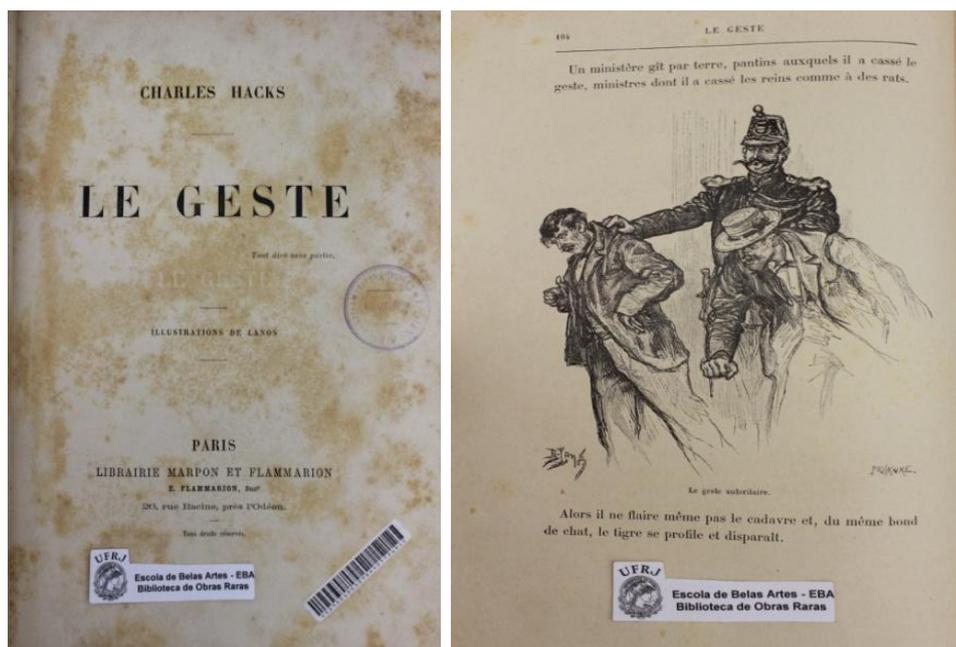 CHARLES HACKS
LE GESTE
Tout dire sans parler.
ILLUSTRATIONS DE LANOS
PARIS
LIBRAIRIE MARPON ET FLAMMARION
E. FLAMMARION, Succr
26, rue Racine, près l'Odéon.
Tous droits réservés.
UFRJ
Escola de Belas Artes - EBA
Biblioteca de Obras Raras
404
LE GESTE
Un ministère gît par terre, pantins auxquels il a cassé le
geste, ministres dont il a cassé les reins comme à des rats.
Le geste autoritaire.
Alors il ne flaire même pas le cadavre et, du même bond
de chat, le tigre se profile et disparaît.
UFRJ
Escola de Belas Artes - EBA
Biblioteca de Obras Raras